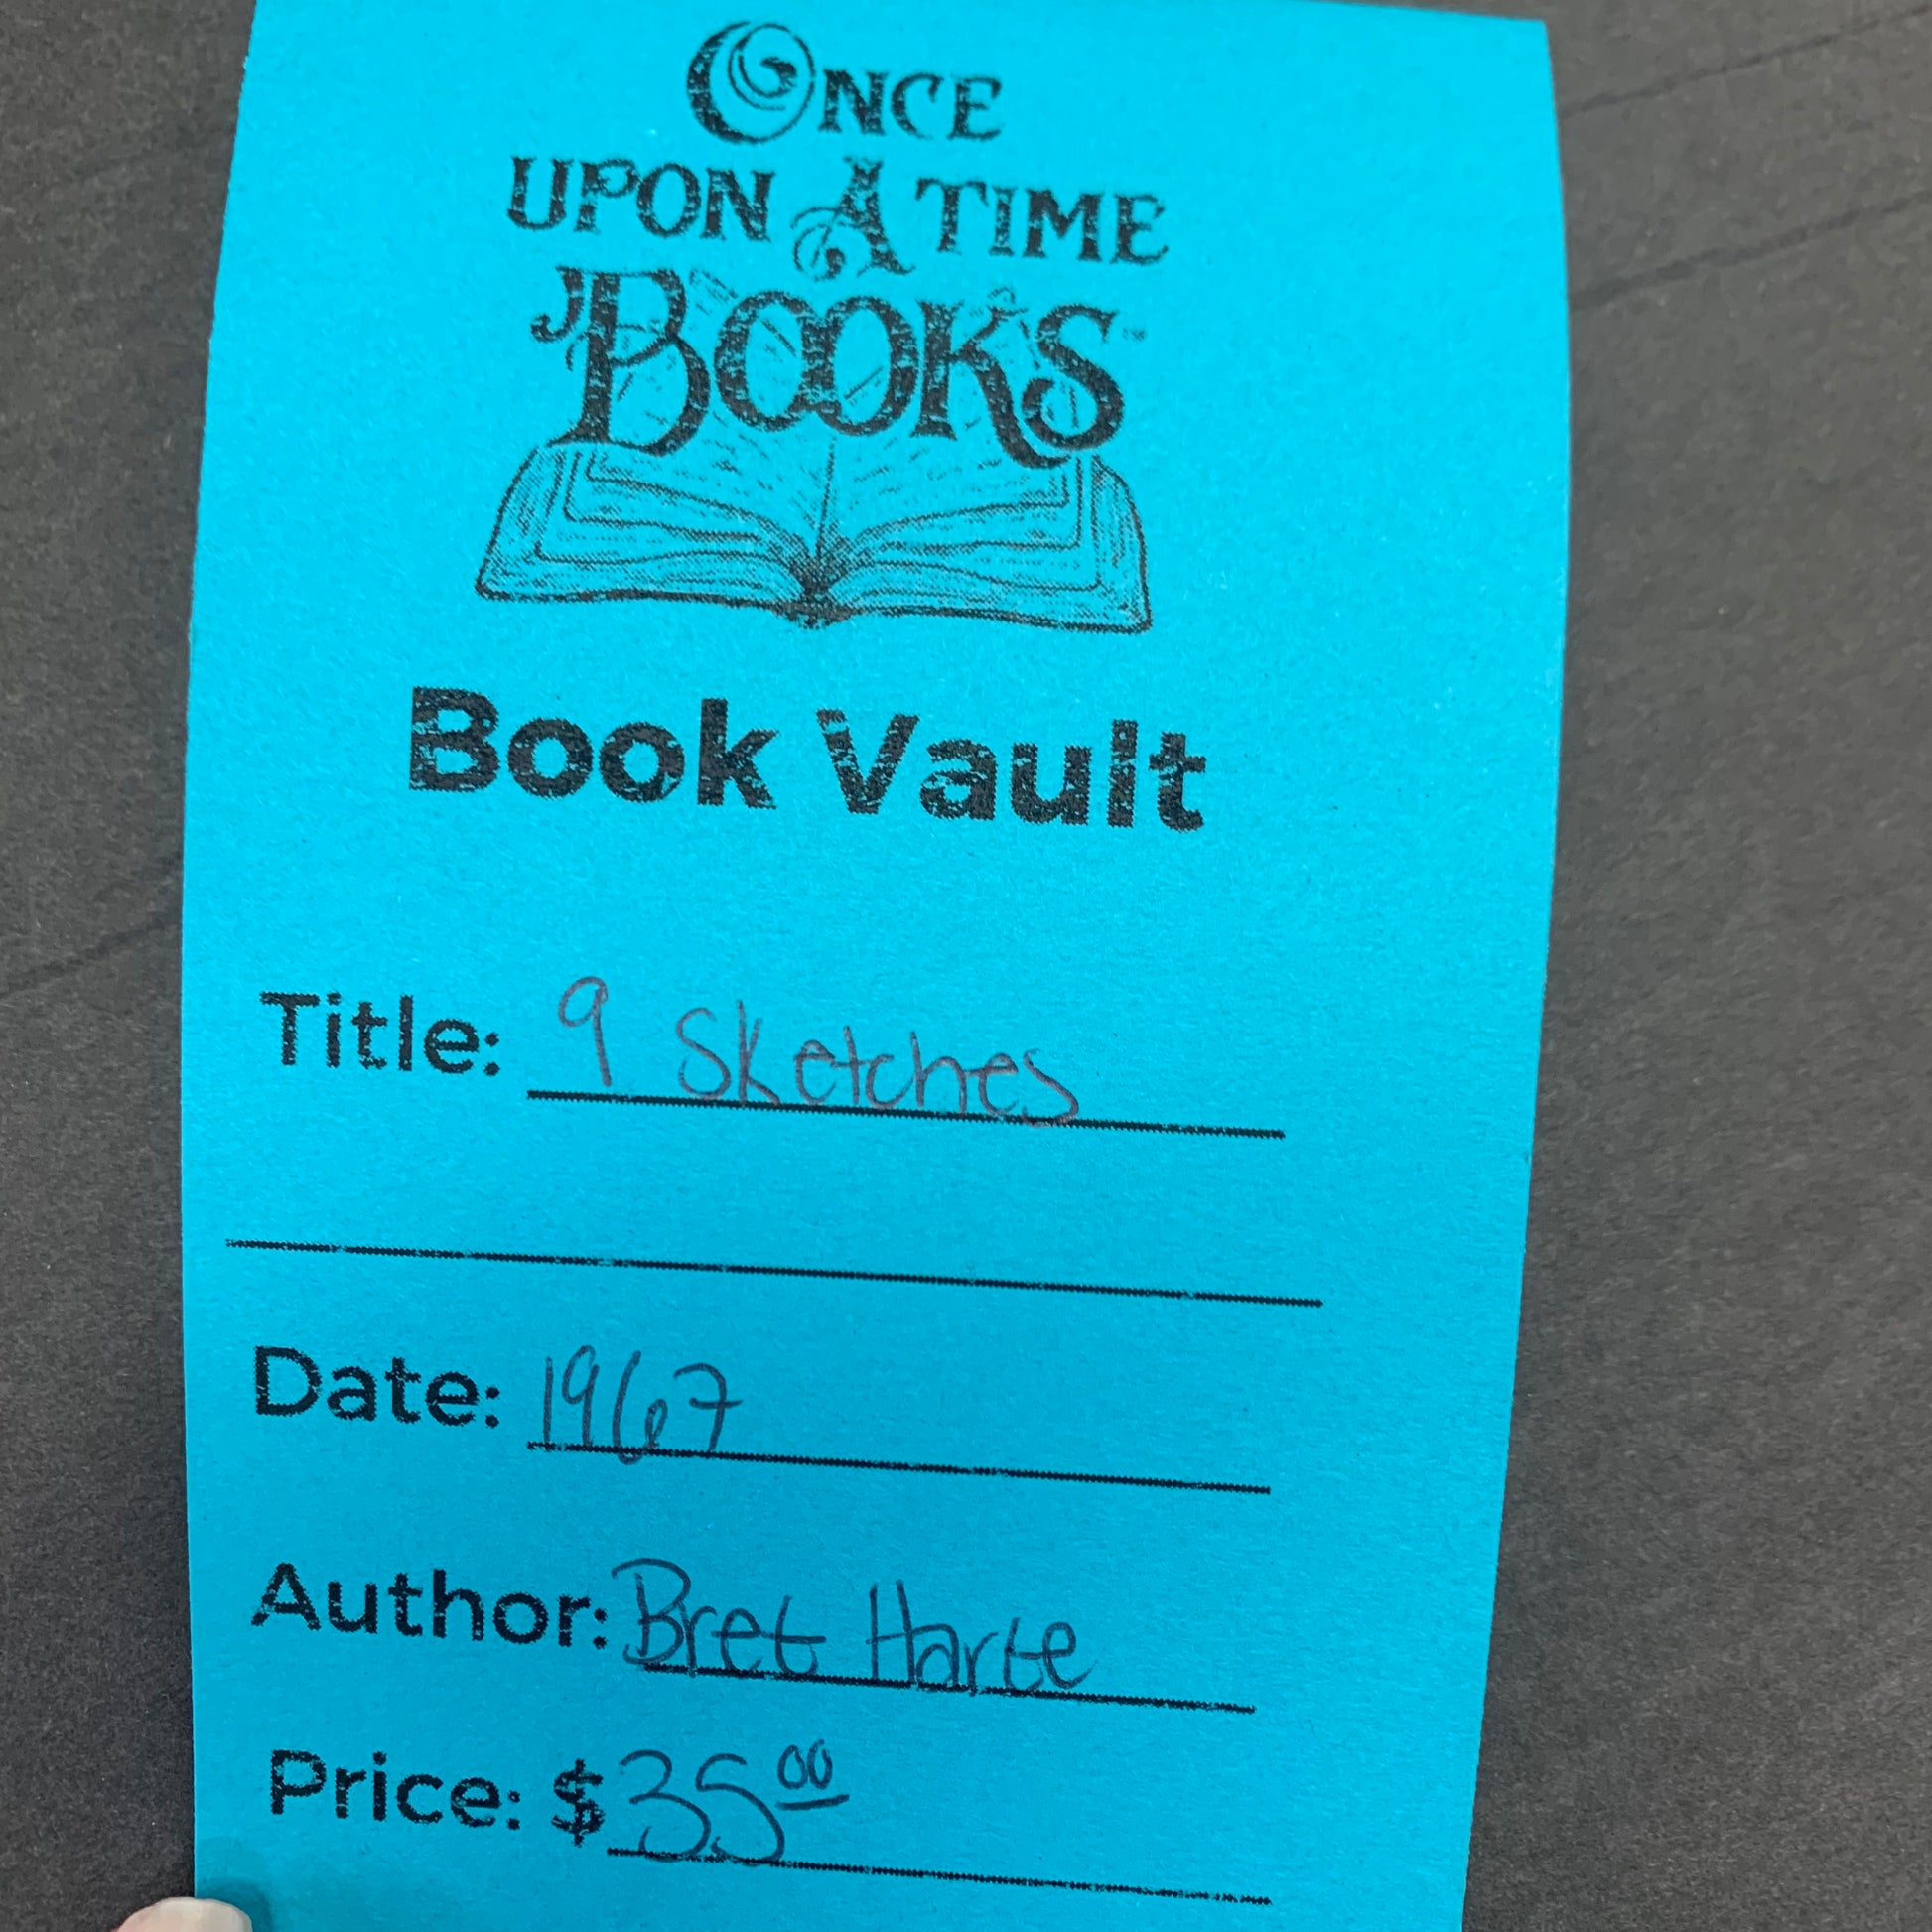 ONCE
UPON A TIME
BOOKS
Book Vault
Title: 9 Sketches
Date: 1967
Author: Bret Harte
Price: $35.00